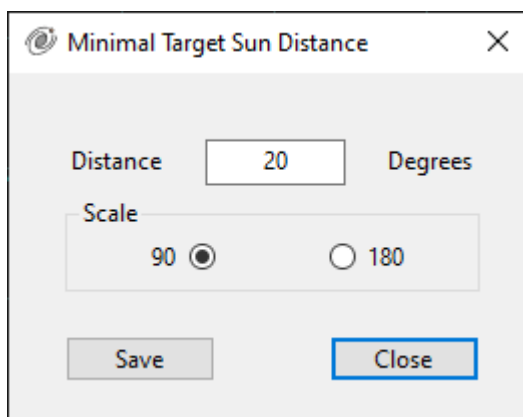 Minimal Target Sun Distance
Distance 20 Degrees
Scale
90 180
Save Close